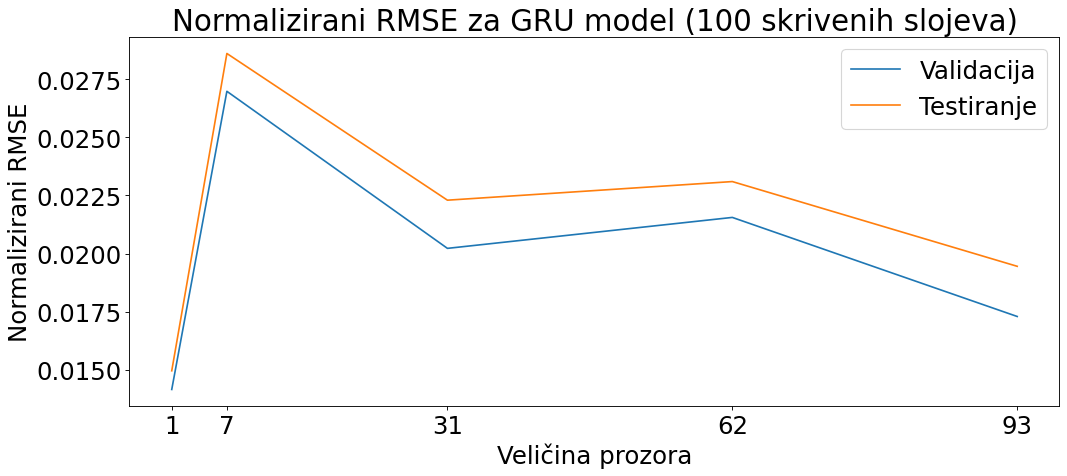 Normalizirani RMSE za GRU model (100 skrivenih slojeva)
Validacija
Testiranje
Normalizirani RMSE
0.0275
0.0250
0.0225
0.0200
0.0175
0.0150
1 7 31 62 93
Veličina prozora